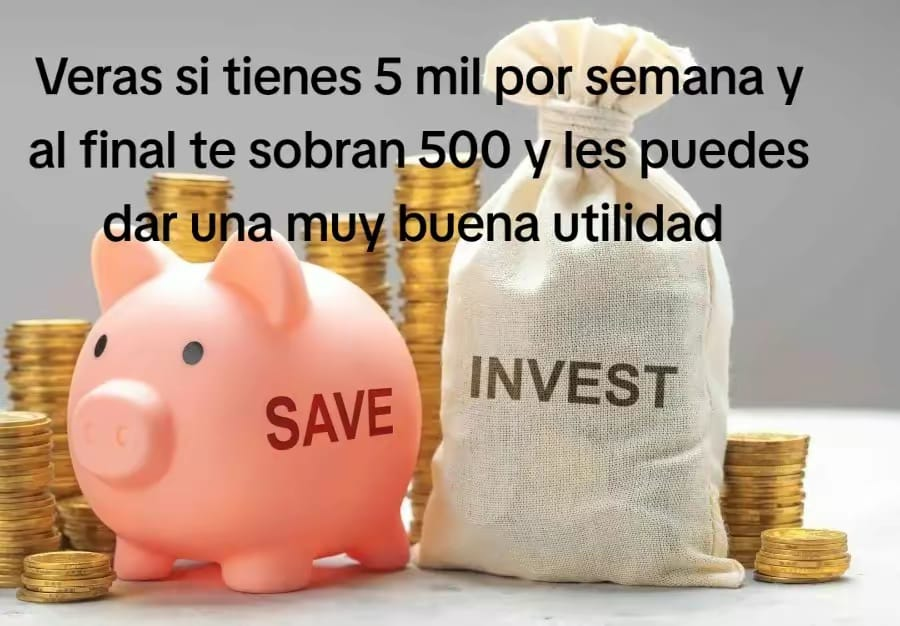 Veras si tienes 5 mil por semana y
al final te sobran 500 y les puedes
dar una muy buena utilidad
SAVE
INVEST